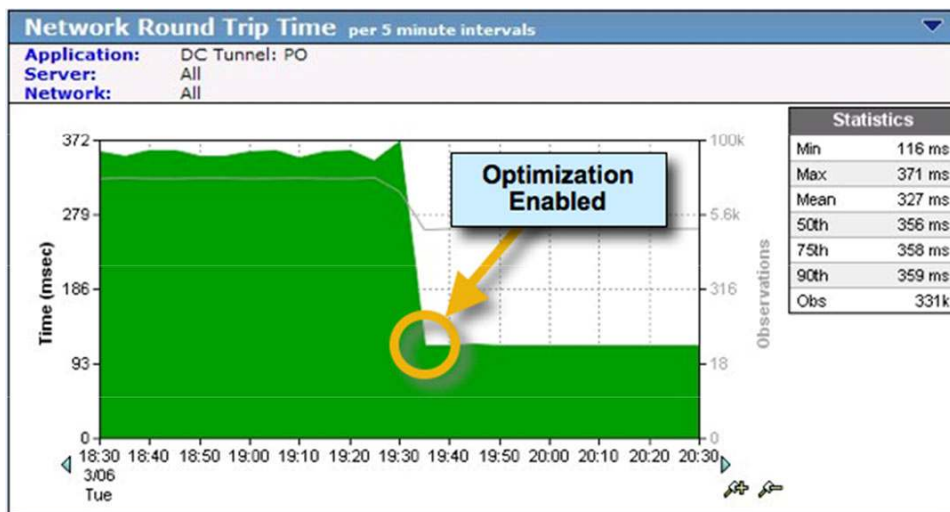 Network Round Trip Time per 5 minute intervals
Application: DC Tunnel: PO
Server: All
Network: All
Statistics
Min 116 ms
Max 371 ms
Mean 327 ms
50th 356 ms
75th 358 ms
90th 359 ms
Obs 331k
Optimization
Enabled
Time (msec)
372
279
186
93
0
100k
5.6k
316
18
0
Observations
18:30 18:40 18:50 19:00 19:10 19:20 19:30 19:40 19:50 20:00 20:10 20:20 20:30
3/06
Tue